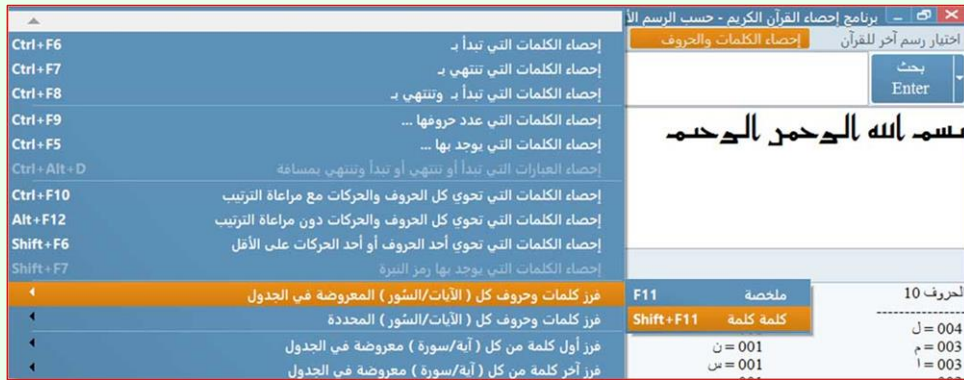 برنامج إحصاء القرآن الكريم - حسب الرسم الأ
اختيار رسم آخر للقرآن
إحصاء الكلمات والحروف
بحث
Enter
بسم الله الرحمن الرحيم
إحصاء الكلمات التي تبدأ بـ Ctrl+F6
إحصاء الكلمات التي تنتهي بـ Ctrl+F7
إحصاء الكلمات التي تبدأ بـ وتنتهي بـ Ctrl+F8
إحصاء الكلمات التي عدد حروفها ... Ctrl+F9
إحصاء الكلمات التي يوجد بها ... Ctrl+F5
إحصاء العبارات التي تبدأ أو تنتهي أو تبدأ وتنتهي بمسافة Ctrl+Alt+D
إحصاء الكلمات التي تحوي كل الحروف والحركات مع مراعاة الترتيب Ctrl+F10
إحصاء الكلمات التي تحوي كل الحروف والحركات دون مراعاة الترتيب Alt+F12
إحصاء الكلمات التي تحوي أحد الحروف أو أحد الحركات على الأقل Shift+F6
إحصاء الكلمات التي يوجد بها رمز النبرة Shift+F7
فرز كلمات وحروف كل ( الآيات/السُور ) المعروضة في الجدول
فرز كلمات وحروف كل ( الآيات/السُور ) المحددة
فرز أول كلمة من كل ( آية/سورة ) معروضة في الجدول
فرز آخر كلمة من كل ( آية/سورة ) معروضة في الجدول
ملخصة F11
كلمة كلمة Shift+F11
الحروف 10
------------
ل = 004
م = 003 ن = 001
ا = 003 س = 001